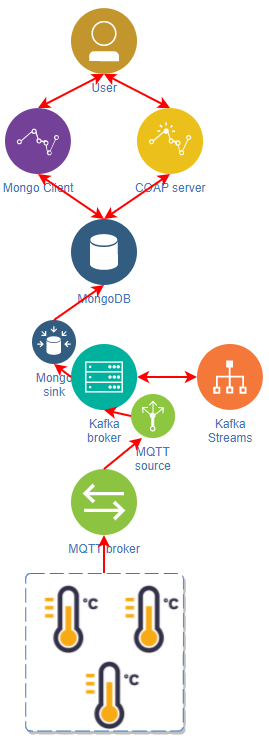 User
Mongo Client
COAP server
MongoDB
Mongo
sink
Kafka
broker
Kafka
Streams
MQTT
source
MQTT broker
°C
°C
°C